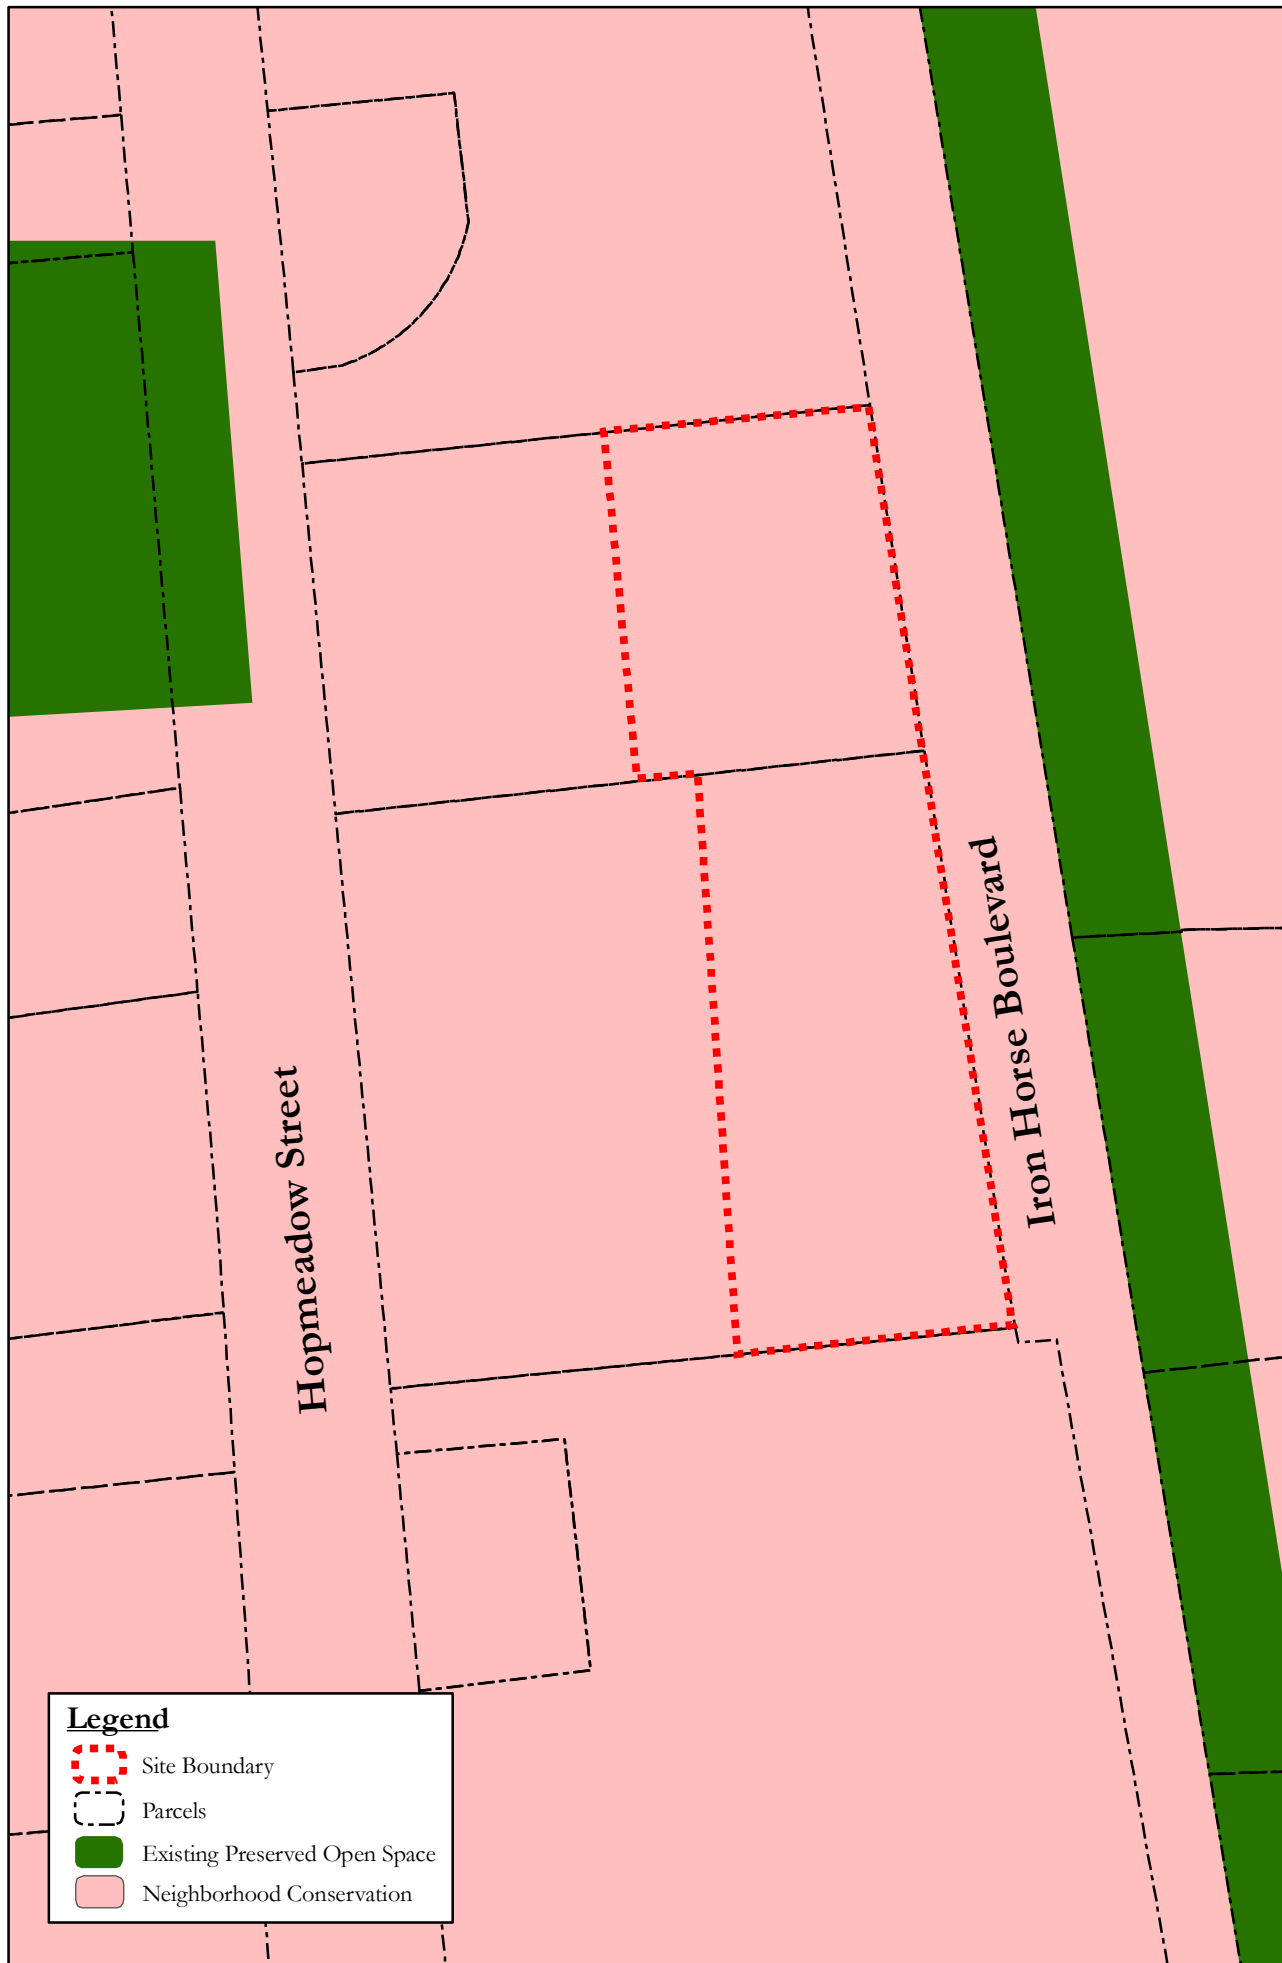 Iron Horse Boulevard
Hopmeadow Street
Legend
Site Boundary
Parcels
Existing Preserved Open Space
Neighborhood Conservation